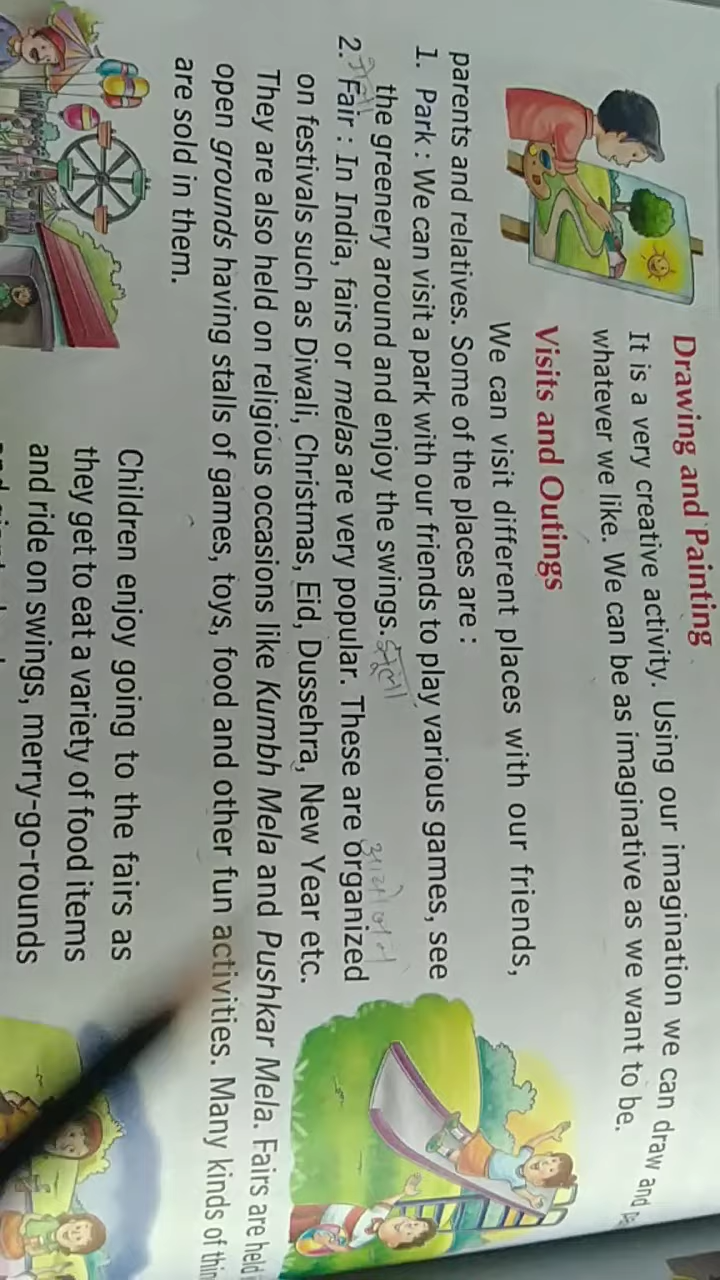 Drawing and Painting
It is a very creative activity. Using our imagination we can draw and
whatever we like. We can be as imaginative as we want to be.
Visits and Outings
We can visit different places with our friends,
parents and relatives. Some of the places are :
1. Park : We can visit a park with our friends to play various games, see
the greenery around and enjoy the swings. झूला
मेला
2. Fair : In India, fairs or melas are very popular. These are organized
on festivals such as Diwali, Christmas, Eid, Dussehra, New Year etc.
They are also held on religious occasions like Kumbh Mela and Pushkar Mela. Fairs are held
open grounds having stalls of games, toys, food and other fun activities. Many kinds of
are sold in them.
Children enjoy going to the fairs as
they get to eat a variety of food items
and ride on swings, merry-go-rounds